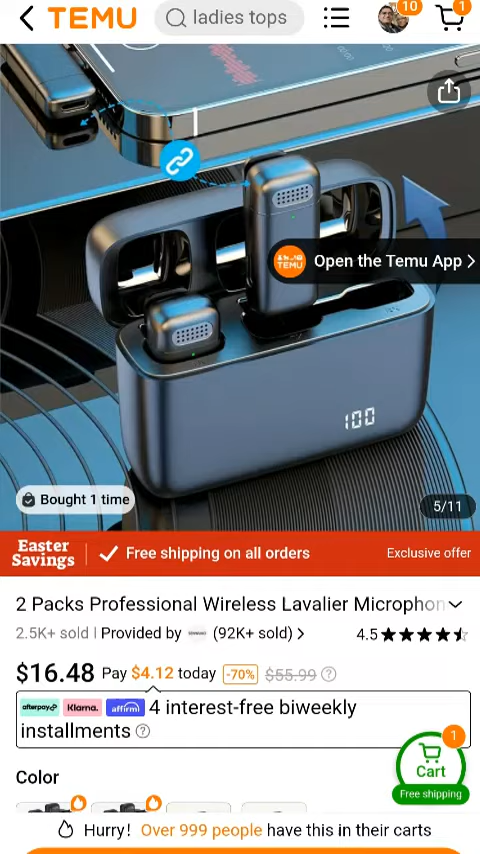 TEMU
ladies tops
10
1
TEMU
Open the Temu App
100
Bought 1 time
5/11
Easter Savings
Free shipping on all orders
Exclusive offer
2 Packs Professional Wireless Lavalier Microphon
2.5K+ sold | Provided by (92K+ sold)
4.5
$16.48 Pay $4.12 today -70% $55.99 ?
afterpay Klarna. affirm 4 interest-free biweekly
installments ?
1
Cart
Free shipping
Color
Hurry! Over 999 people have this in their carts